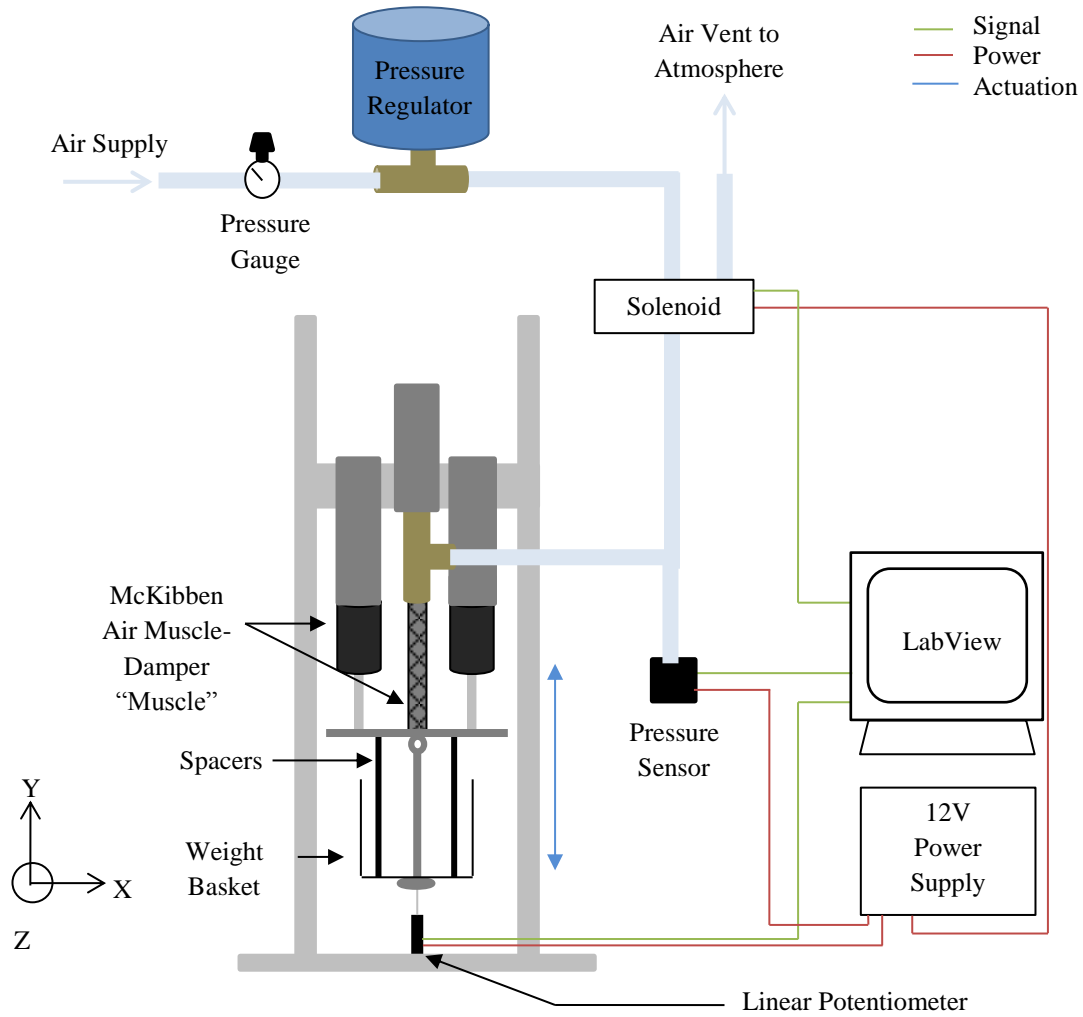 Air Vent to
Atmosphere
Signal
Power
Actuation
Pressure
Regulator
Air Supply
Pressure
Gauge
Solenoid
McKibben
Air Muscle-
Damper
“Muscle”
LabView
Spacers
Pressure
Sensor
Weight
Basket
12V
Power
Supply
Y
X
Z
Linear Potentiometer